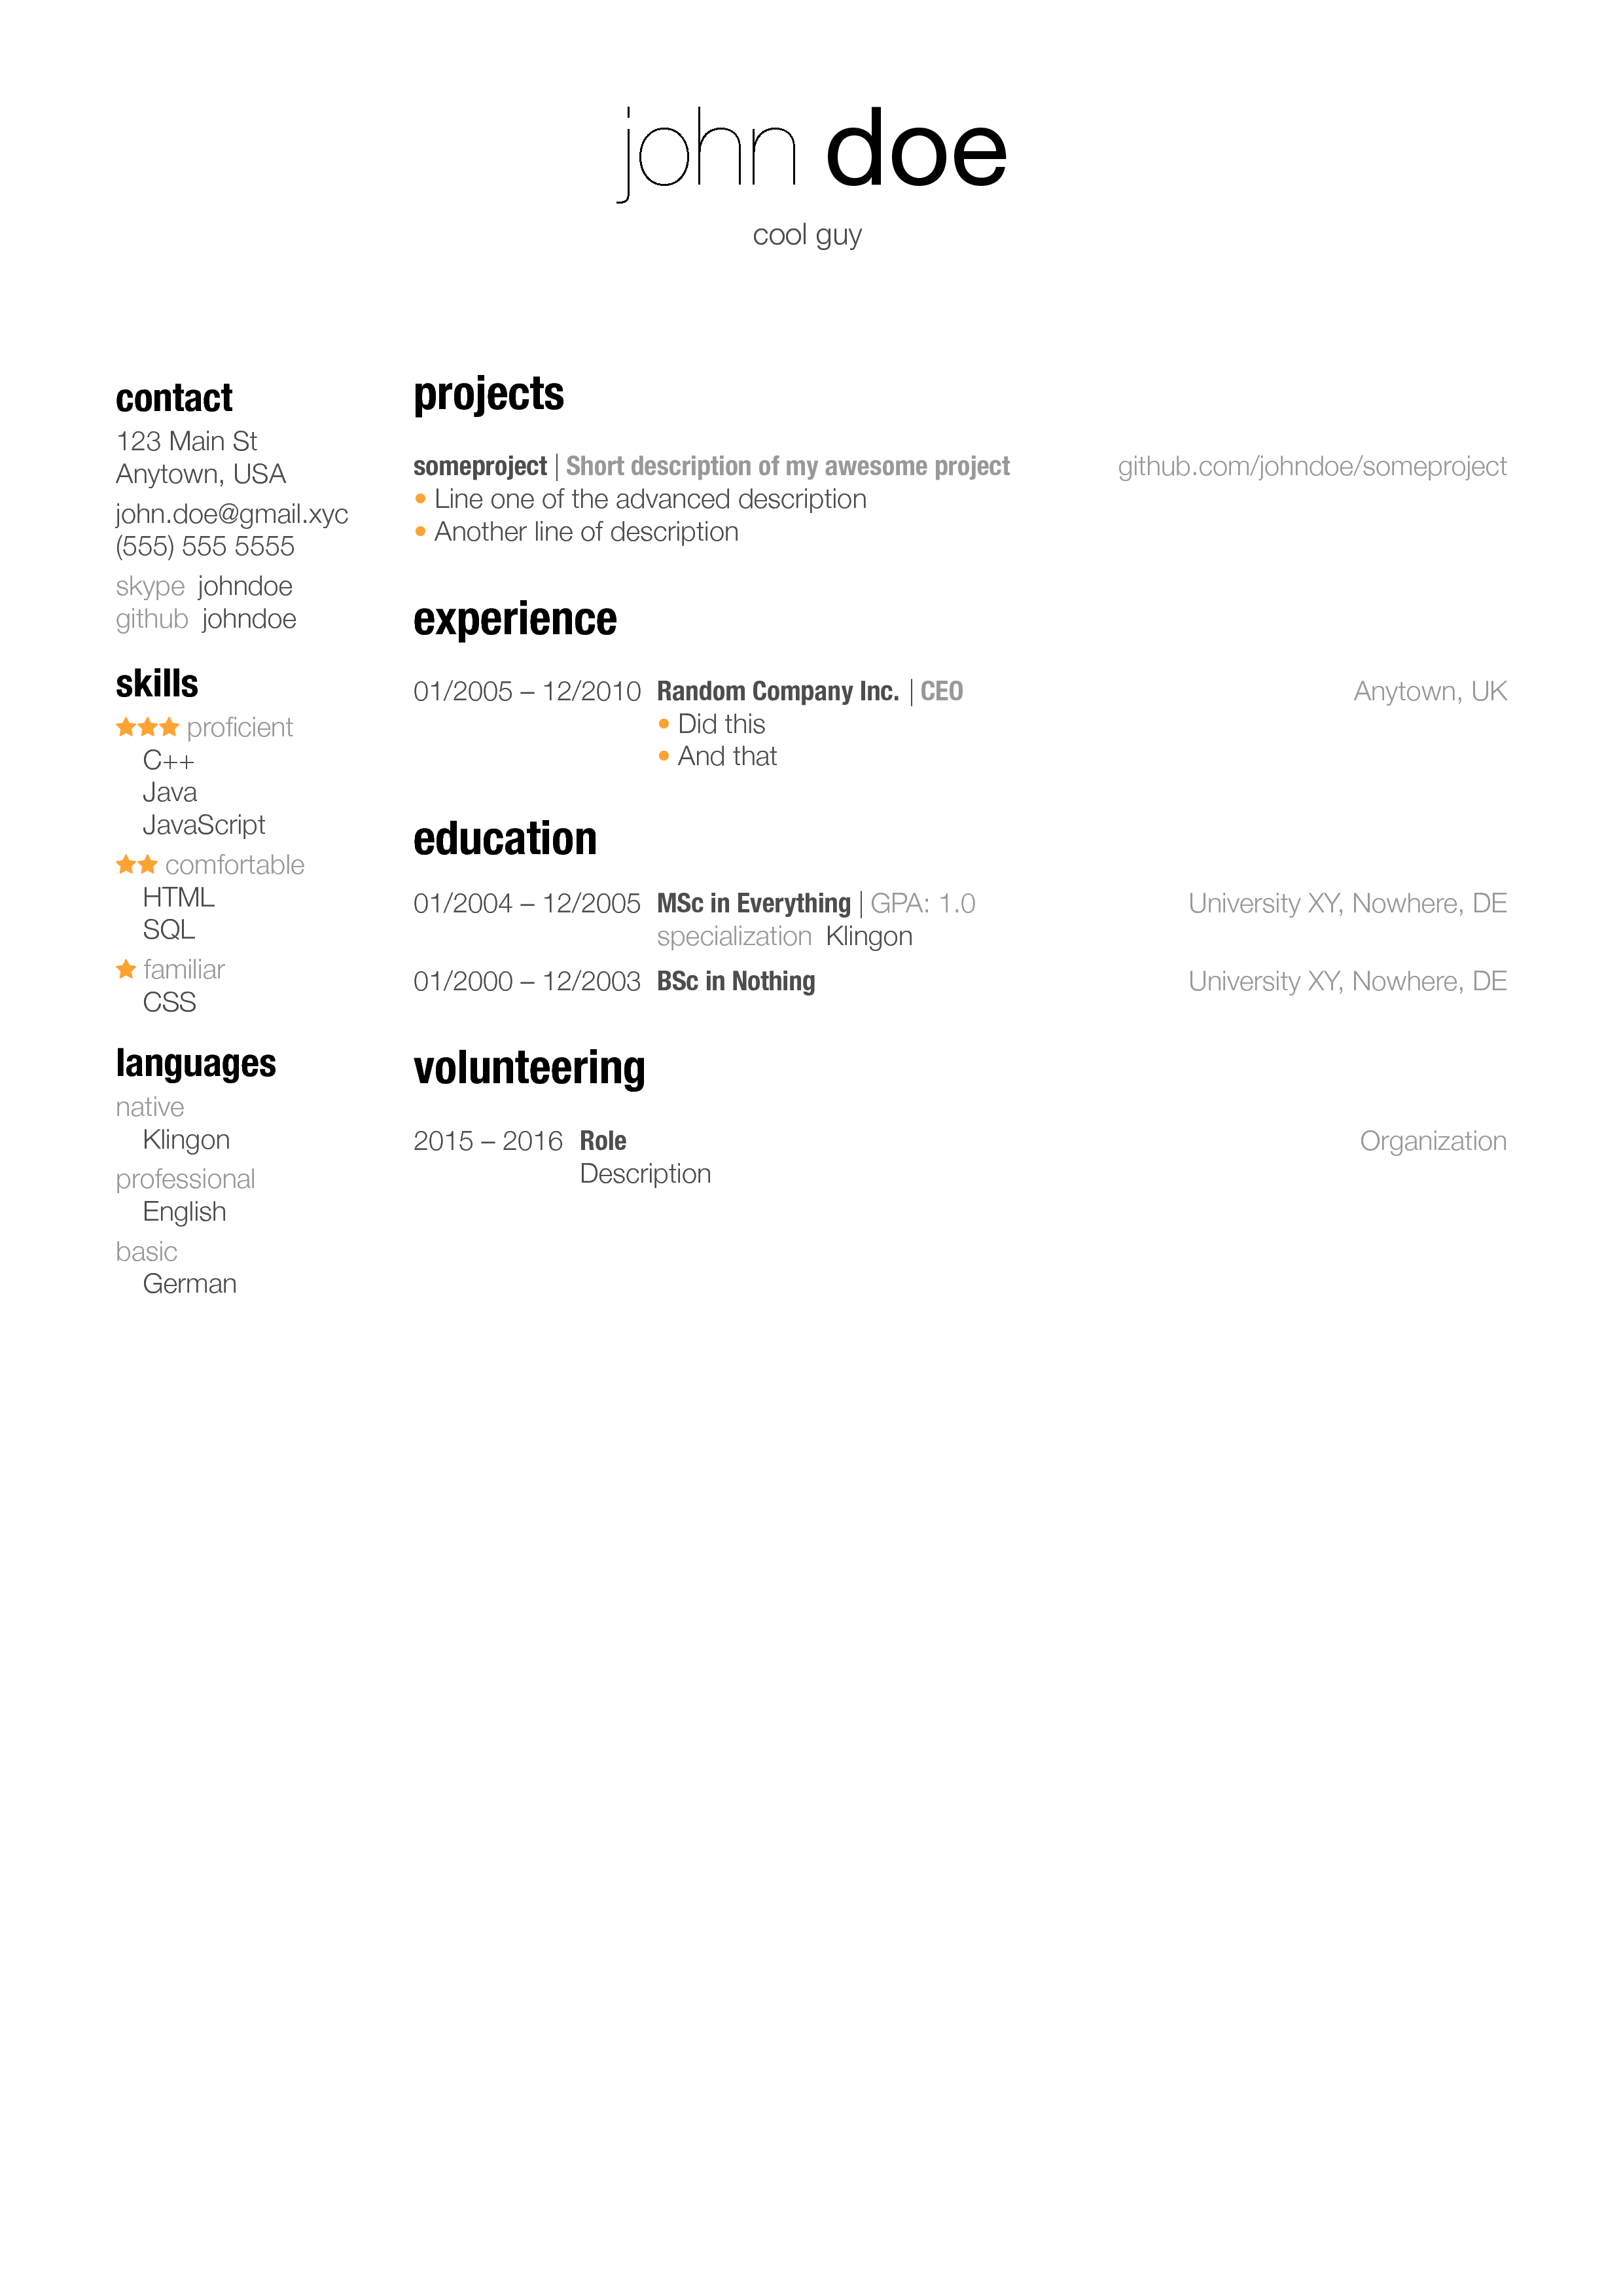 john doe
cool guy
contact
123 Main St
Anytown, USA
john.doe@gmail.xyc
(555) 555 5555
skype johndoe
github johndoe
skills
★★★ proficient
C++
Java
JavaScript
★★ comfortable
HTML
SQL
★ familiar
CSS
languages
native
Klingon
professional
English
basic
German
projects
someproject | Short description of my awesome project github.com/johndoe/someproject
• Line one of the advanced description
• Another line of description
experience
01/2005 – 12/2010 Random Company Inc. | CEO Anytown, UK
• Did this
• And that
education
01/2004 – 12/2005 MSc in Everything | GPA: 1.0 University XY, Nowhere, DE
specialization Klingon
01/2000 – 12/2003 BSc in Nothing University XY, Nowhere, DE
volunteering
2015 – 2016 Role Organization
Description